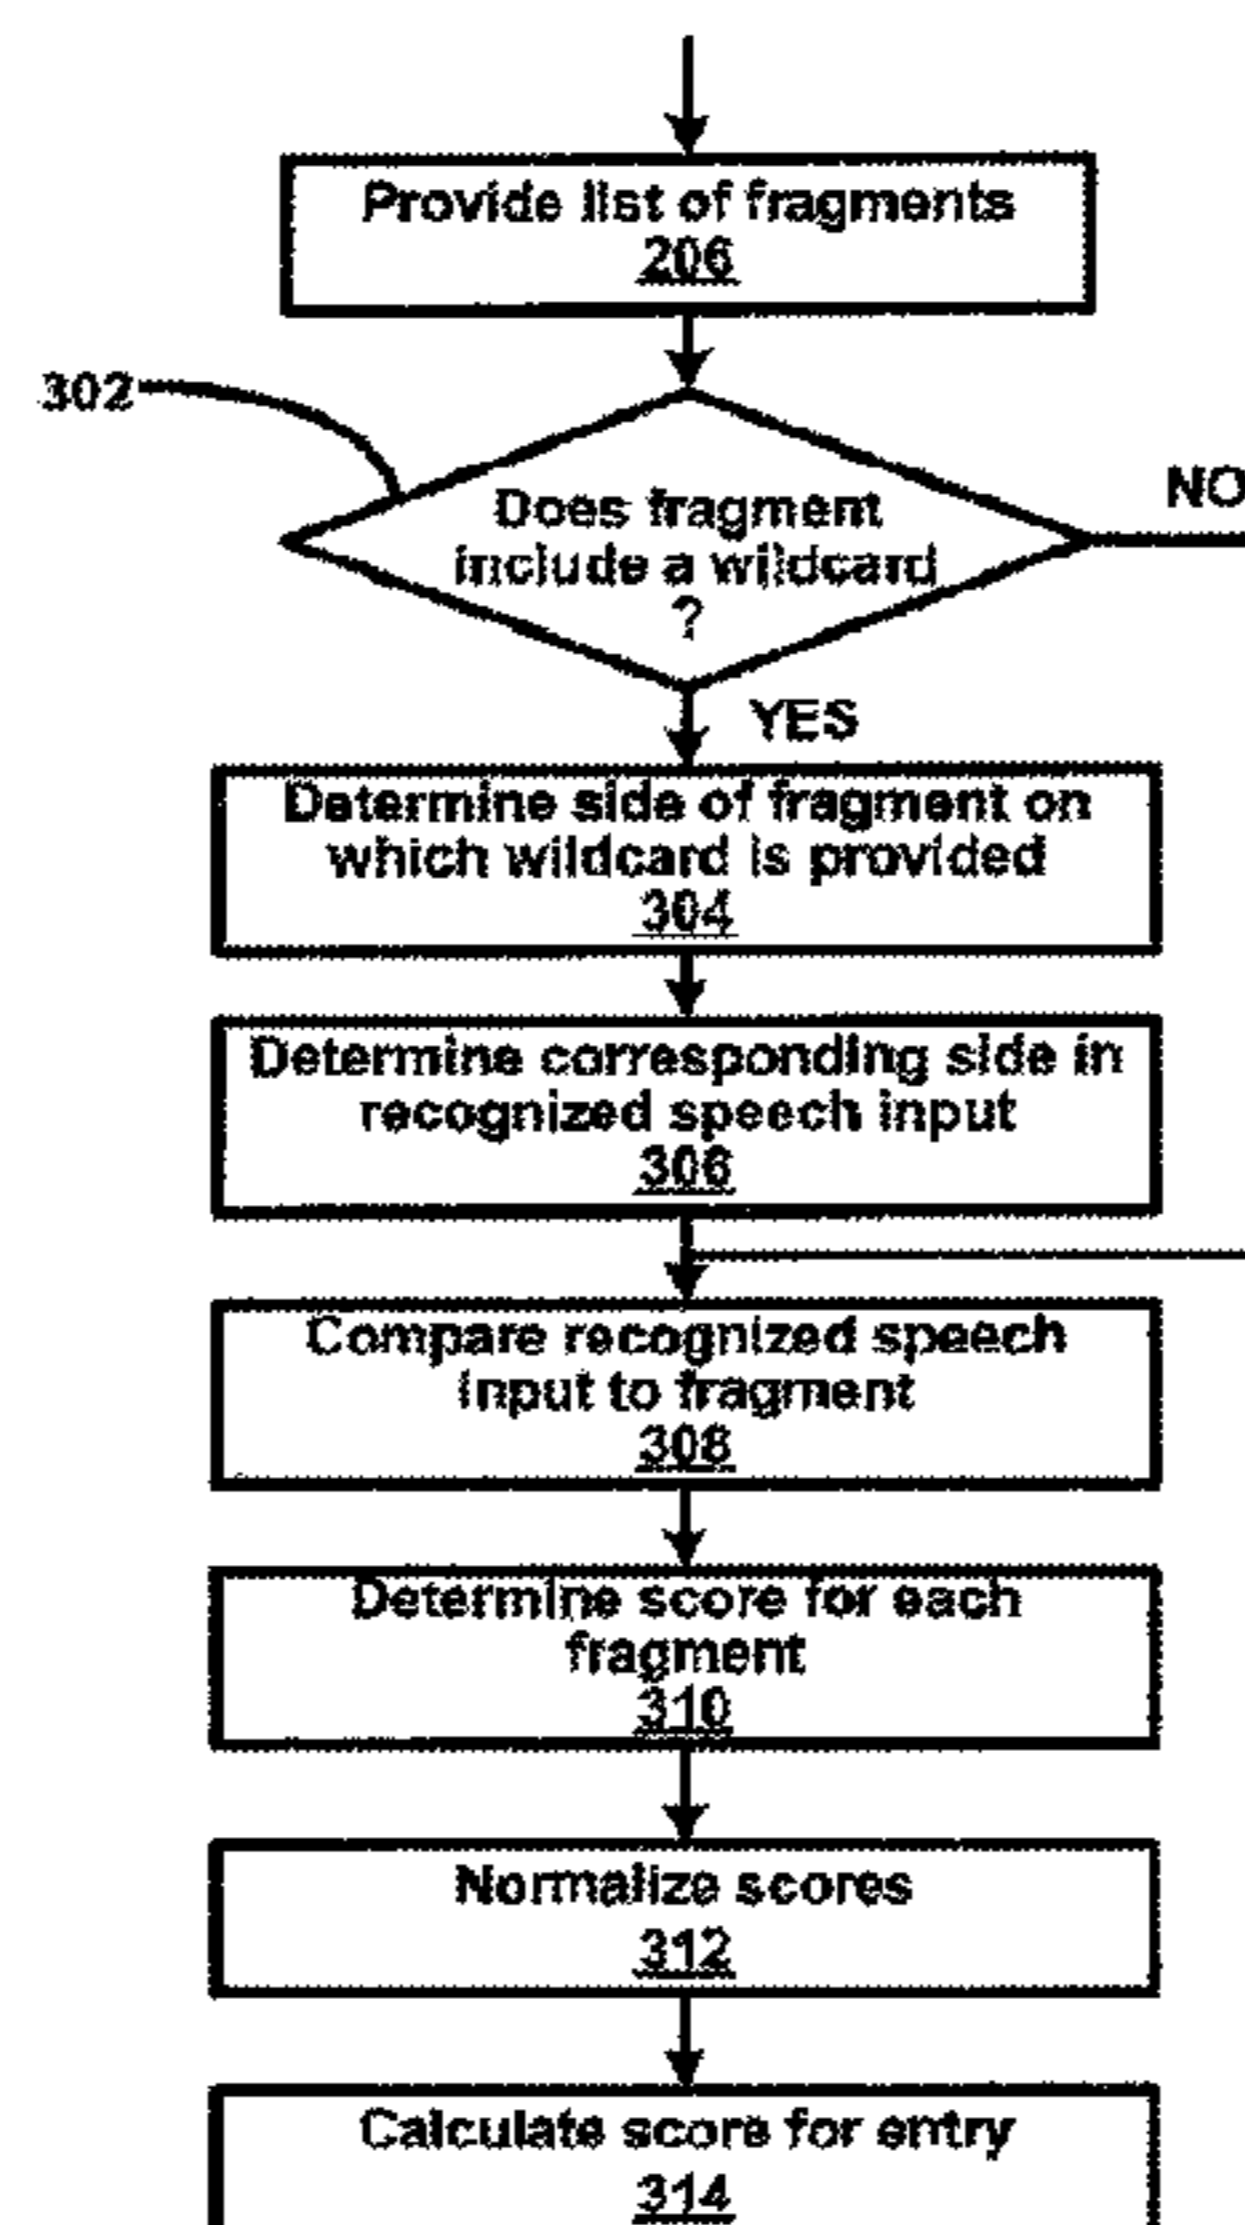 Provide list of fragments
206
302
NO
Does fragment
include a wildcard
?
YES
Determine side of fragment on
which wildcard is provided
304
Determine corresponding side in
recognized speech input
306
Compare recognized speech
input to fragment
308
Determine score for each
fragment
310
Normalize scores
312
Calculate score for entry
314